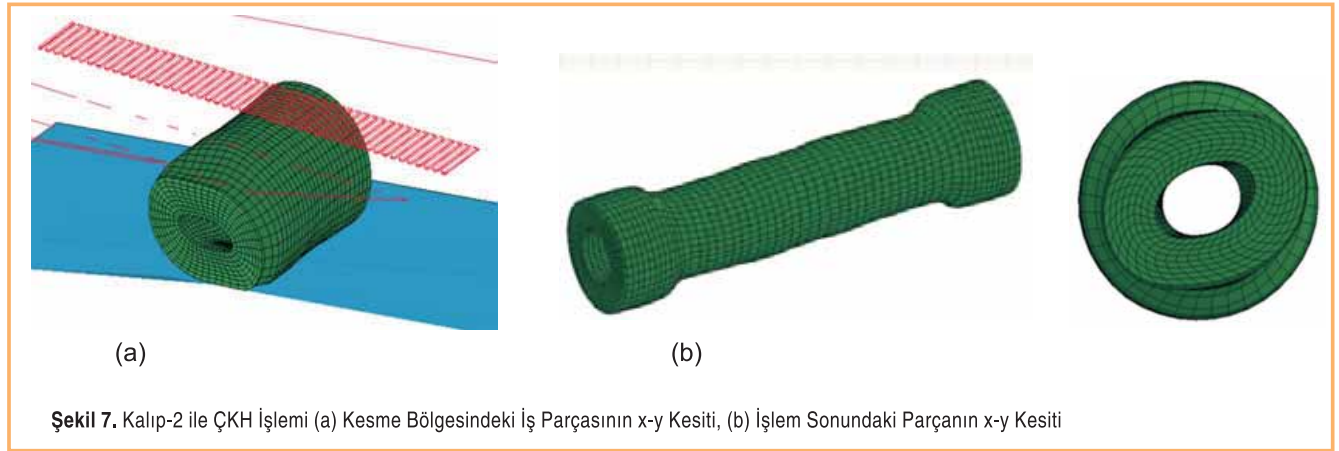 (a)
(b)
Şekil 7. Kalıp-2 ile ÇKH İşlemi (a) Kesme Bölgesindeki İş Parçasının x-y Kesiti, (b) İşlem Sonundaki Parçanın x-y Kesiti